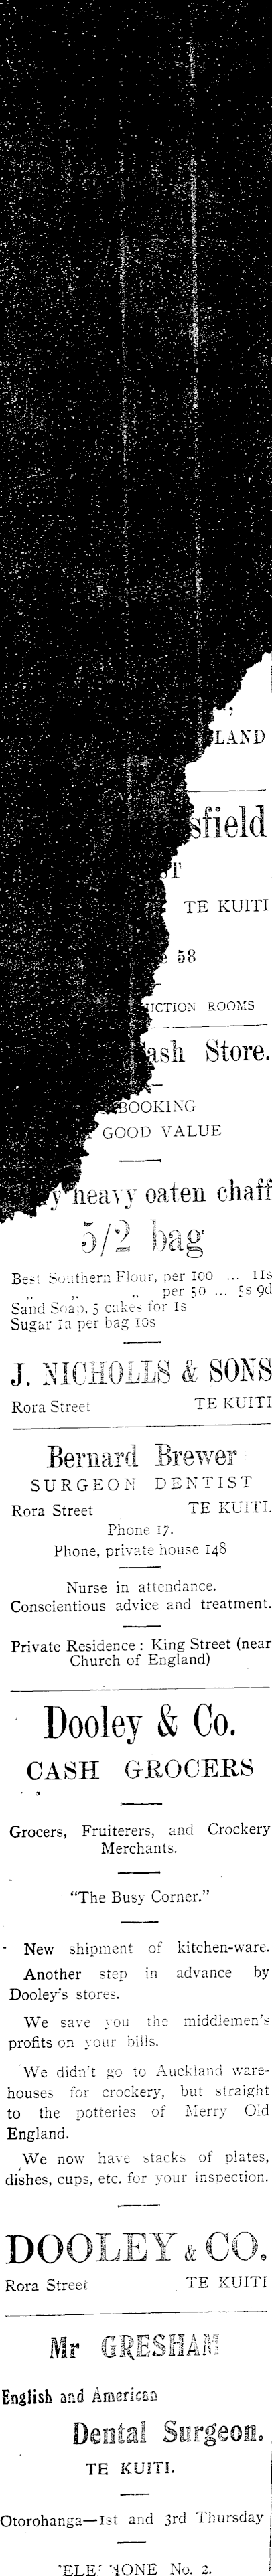 LAND
sfield
TE KUITI
58
UCTION ROOMS
ash Store.
BOOKING
GOOD VALUE
y heavy oaten chaff
5/2 bag
Best Southern Flour, per 100 ... 11s
„ „ „ per 50 ... 5s 9d
Sand Soap, 5 cakes for 1s
Sugar 1a per bag 10s
J. NICHOLLS & SONS
Rora Street TE KUITI
Bernard Brewer
SURGEON DENTIST
Rora Street TE KUITI.
Phone 17.
Phone, private house 148
Nurse in attendance.
Conscientious advice and treatment.
Private Residence : King Street (near
Church of England)
Dooley & Co.
CASH GROCERS
Grocers, Fruiterers, and Crockery
Merchants.
"The Busy Corner."
New shipment of kitchen-ware.
Another step in advance by
Dooley's stores.
We save you the middlemen's
profits on your bills.
We didn't go to Auckland ware-
houses for crockery, but straight
to the potteries of Merry Old
England.
We now have stacks of plates,
dishes, cups, etc. for your inspection.
DOOLEY & CO.
Rora Street TE KUITI
Mr GRESHAM
English and American
Dental Surgeon.
TE KUITI.
Otorohanga—1st and 3rd Thursday
No. 2.